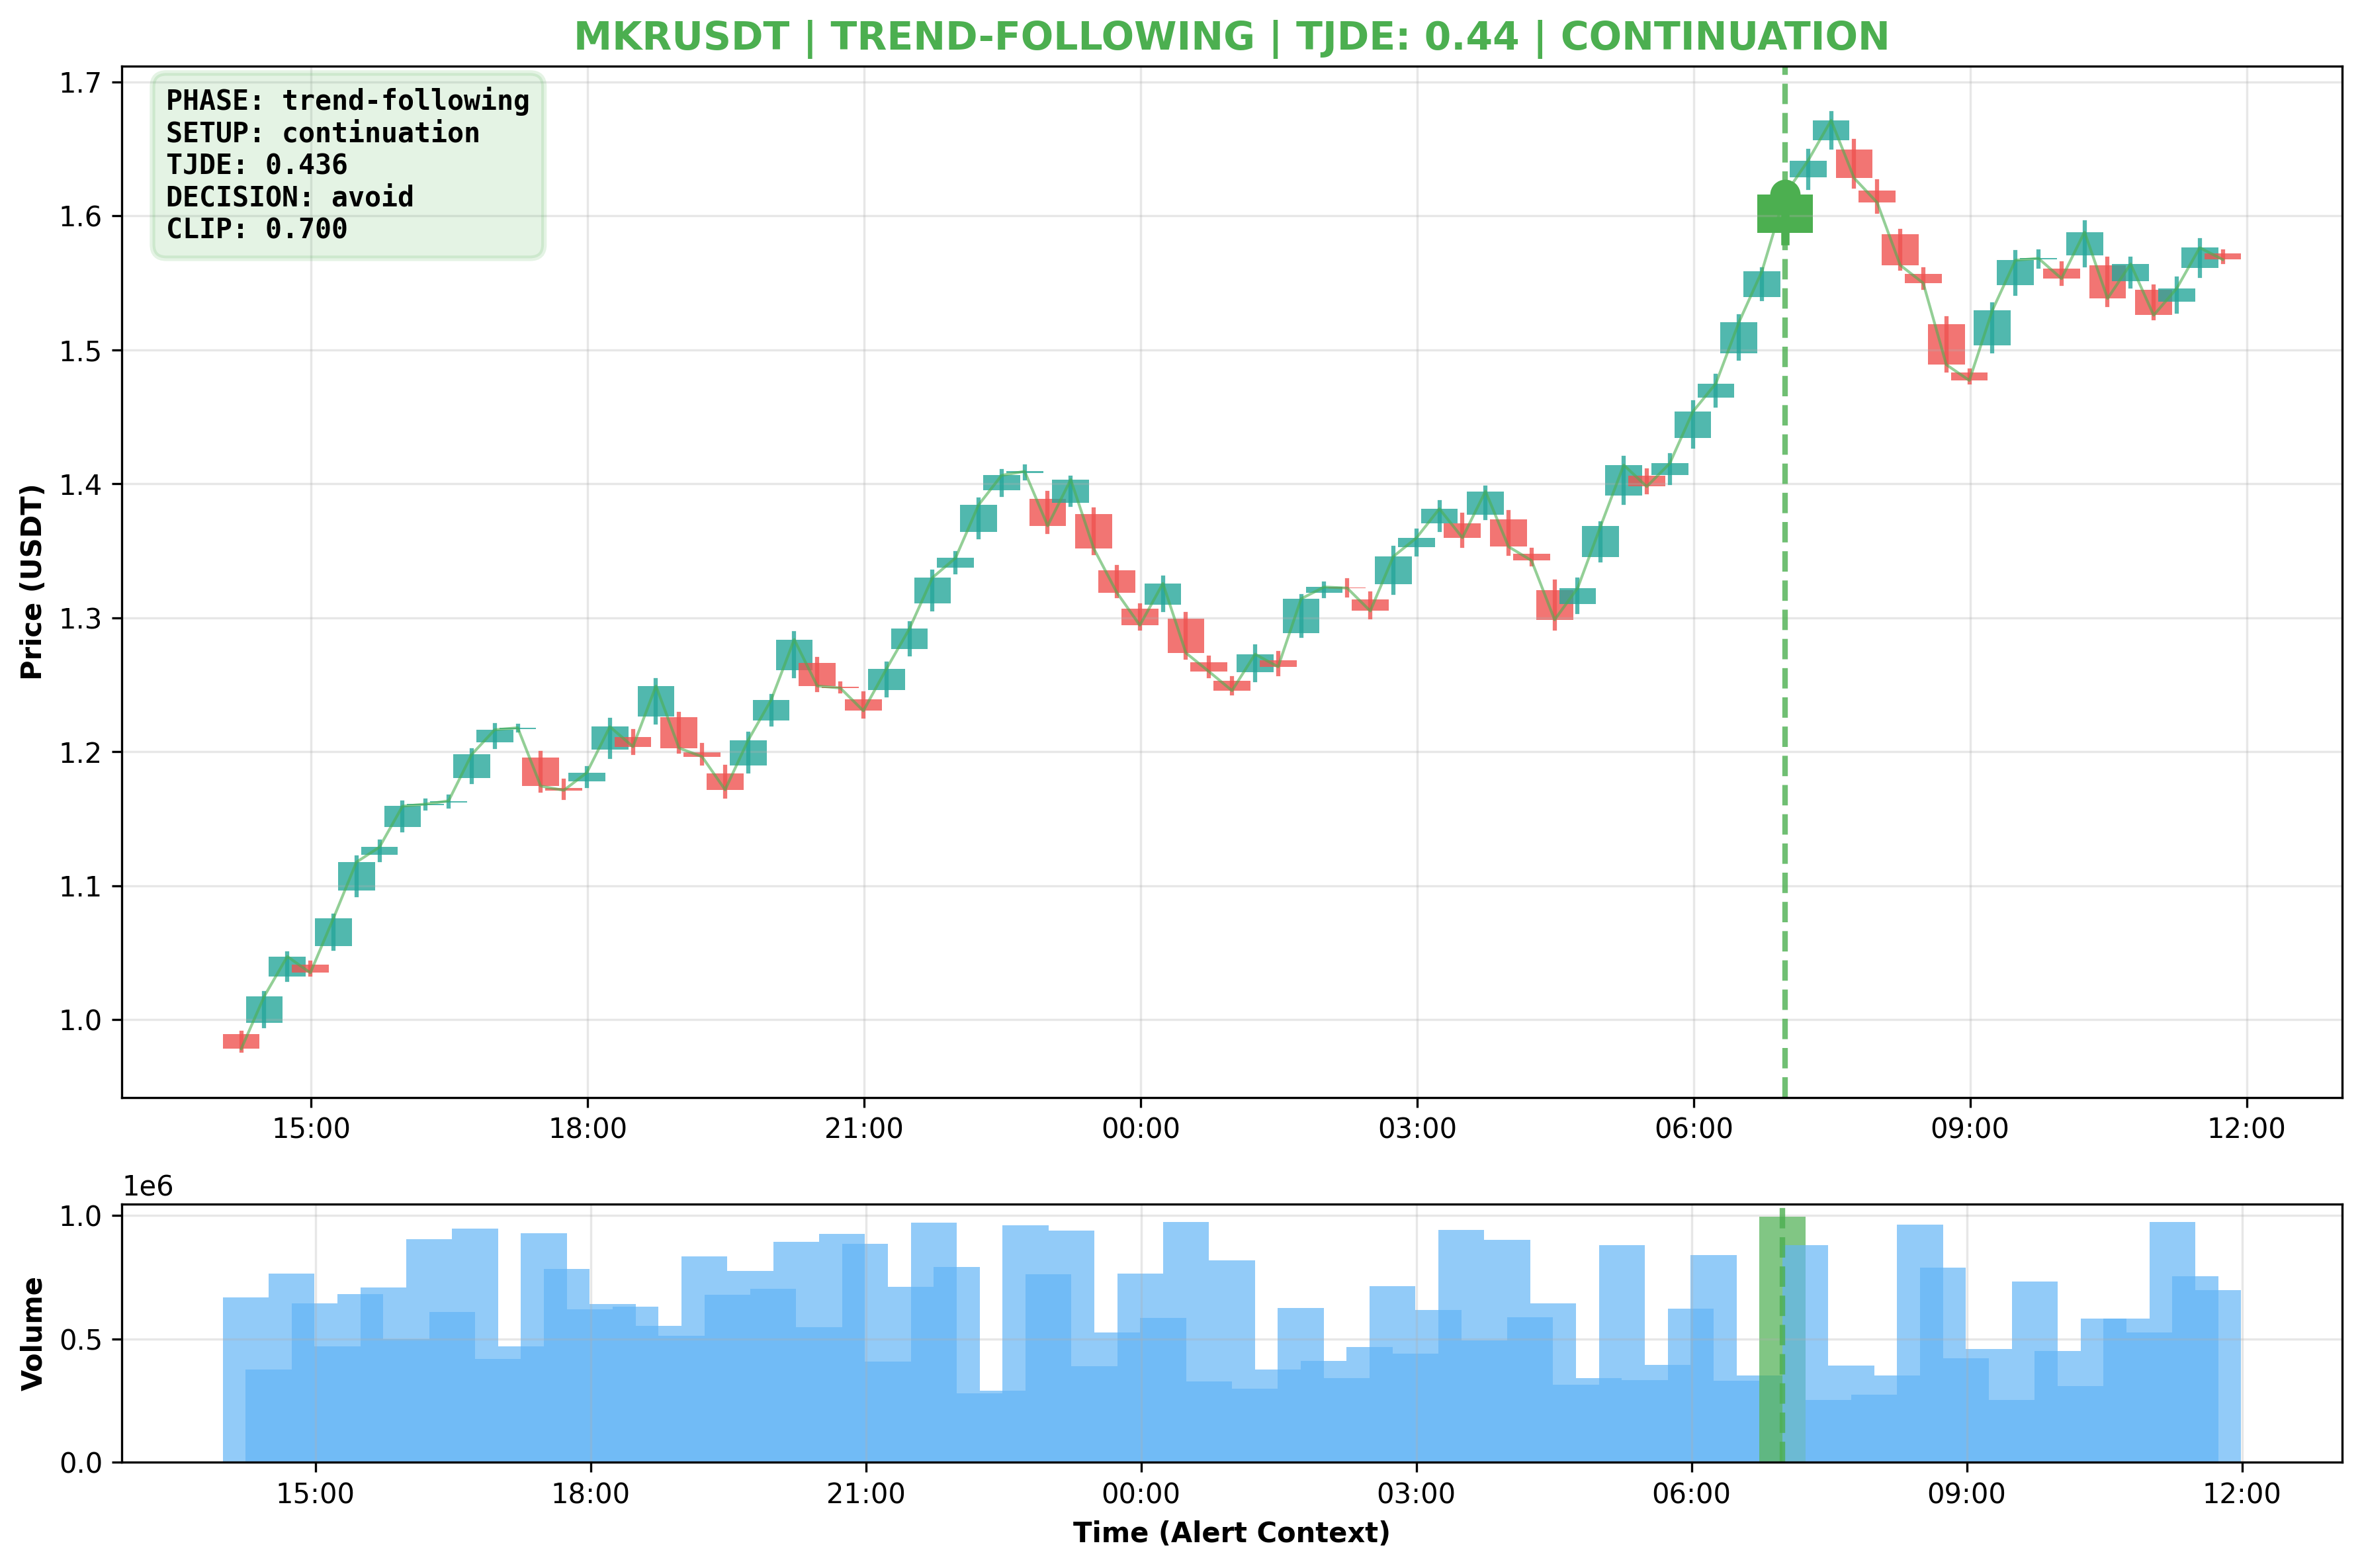 MKRUSDT | TREND-FOLLOWING | TJDE: 0.44 | CONTINUATION
PHASE: trend-following
SETUP: continuation
TJDE: 0.436
DECISION: avoid
CLIP: 0.700
Price (USDT)
1.7
1.6
1.5
1.4
1.3
1.2
1.1
1.0
15:00 18:00 21:00 00:00 03:00 06:00 09:00 12:00
1e6
Volume
1.0
0.5
0.0
15:00 18:00 21:00 00:00 03:00 06:00 09:00 12:00
Time (Alert Context)